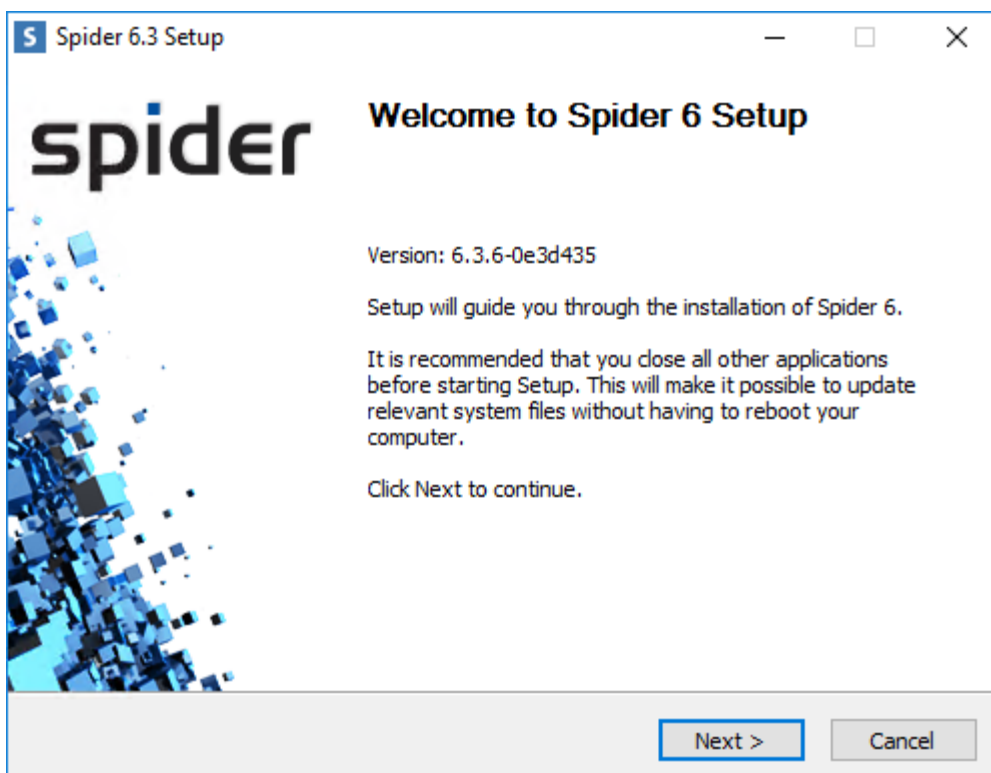 S Spider 6.3 Setup
spider
Welcome to Spider 6 Setup
Version: 6.3.6-0e3d435
Setup will guide you through the installation of Spider 6.
It is recommended that you close all other applications
before starting Setup. This will make it possible to update
relevant system files without having to reboot your
computer.
Click Next to continue.
Next >
Cancel